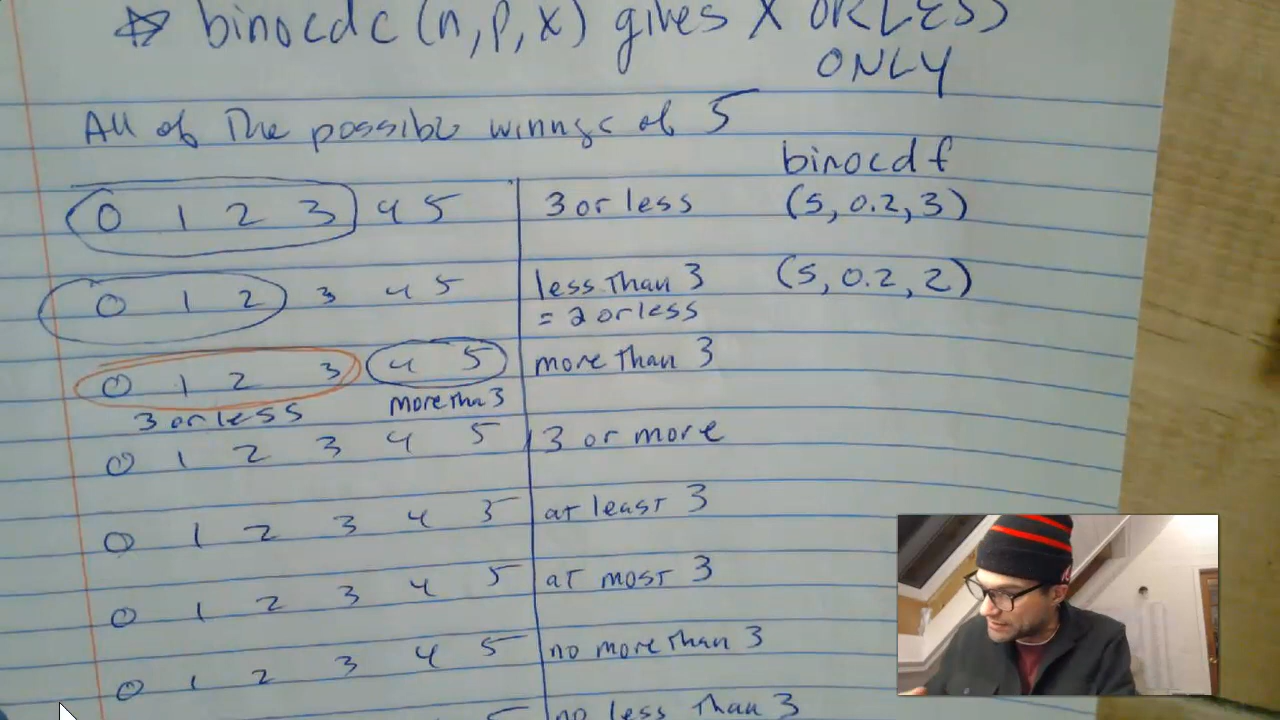 ☆ binocdc (n, p, x) gives X OR LESS
ONLY
All of The possible winngs of 5
binocdf
0 1 2 3 4 5 3 or less (5, 0.2, 3)
0 1 2 3 4 5 less Than 3 (5, 0.2, 2)
= 2 or less
0 1 2 3 4 5 more Than 3
3 or less more tha 3
0 1 2 3 4 5 3 or more
0 1 2 3 4 5 at least 3
0 1 2 3 4 5 at most 3
0 1 2 3 4 5 no more Than 3
5 no less Than 3